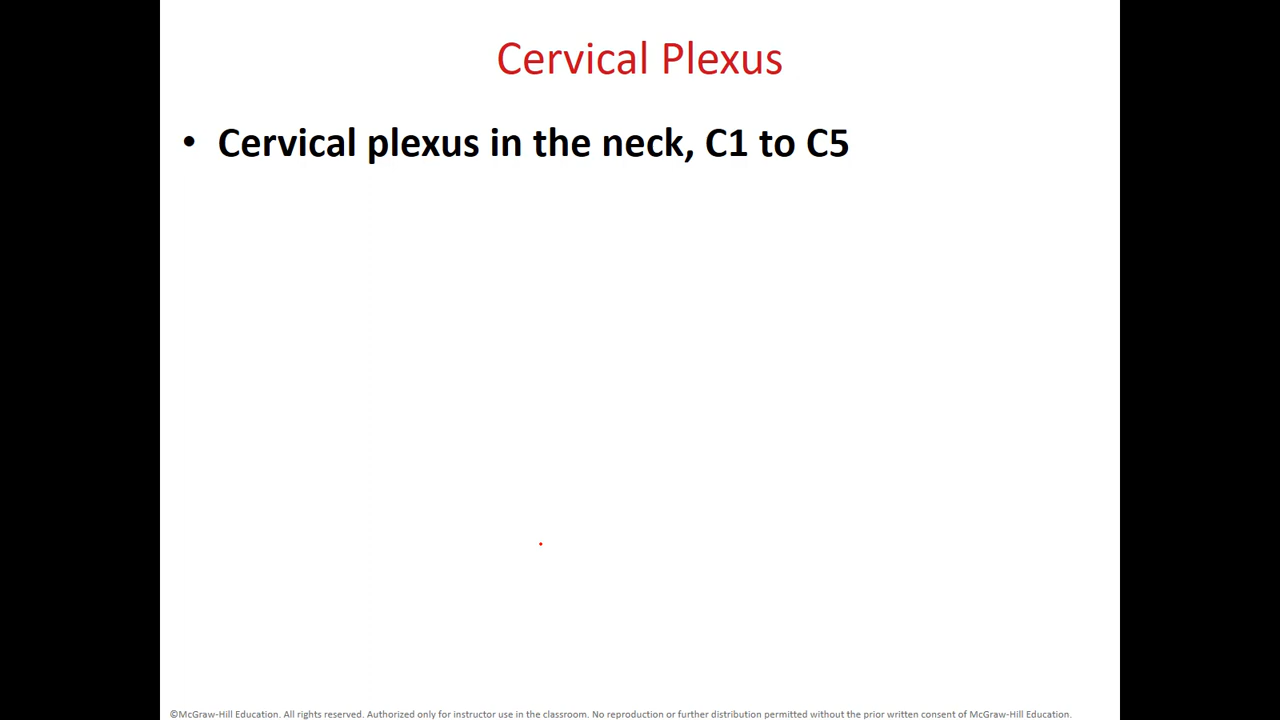 Cervical Plexus
• Cervical plexus in the neck, C1 to C5
©McGraw-Hill Education. All rights reserved. Authorized only for instructor use in the classroom. No reproduction or further distribution permitted without the prior written consent of McGraw-Hill Education.